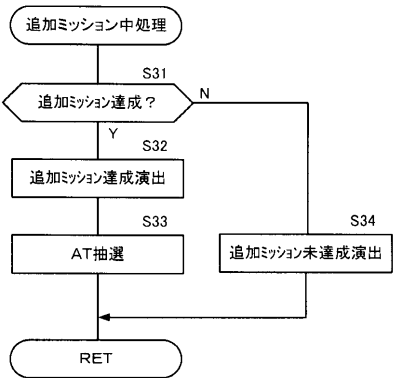 追加ミッション中処理
S31
追加ミッション達成？
N
Y
S32
追加ミッション達成演出
S33
AT抽選
S34
追加ミッション未達成演出
RET